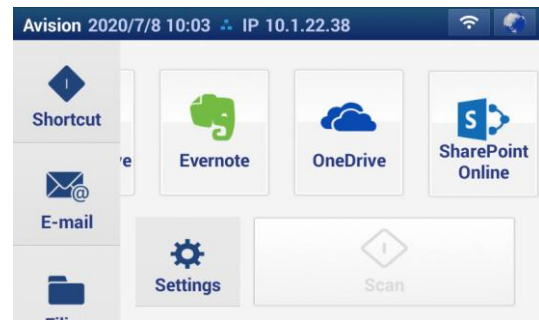 Avision 2020/7/8 10:03 IP 10.1.22.38
Shortcut
E-mail
ve
Evernote
OneDrive
S
SharePoint
Online
Settings
Scan